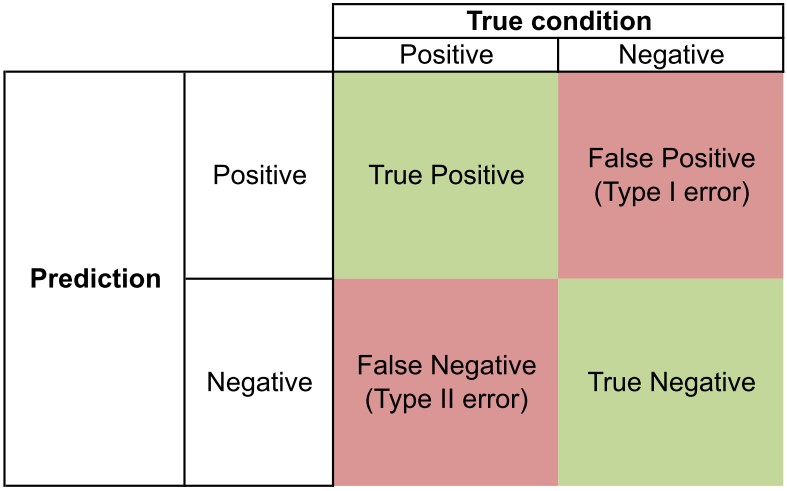 True condition
Positive
Negative
Positive
True Positive
False Positive
(Type I error)
Prediction
Negative
False Negative
(Type II error)
True Negative